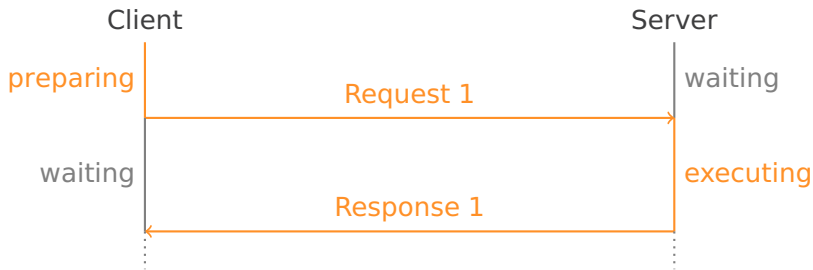 Client
Server
preparing
waiting
Request 1
waiting
executing
Response 1